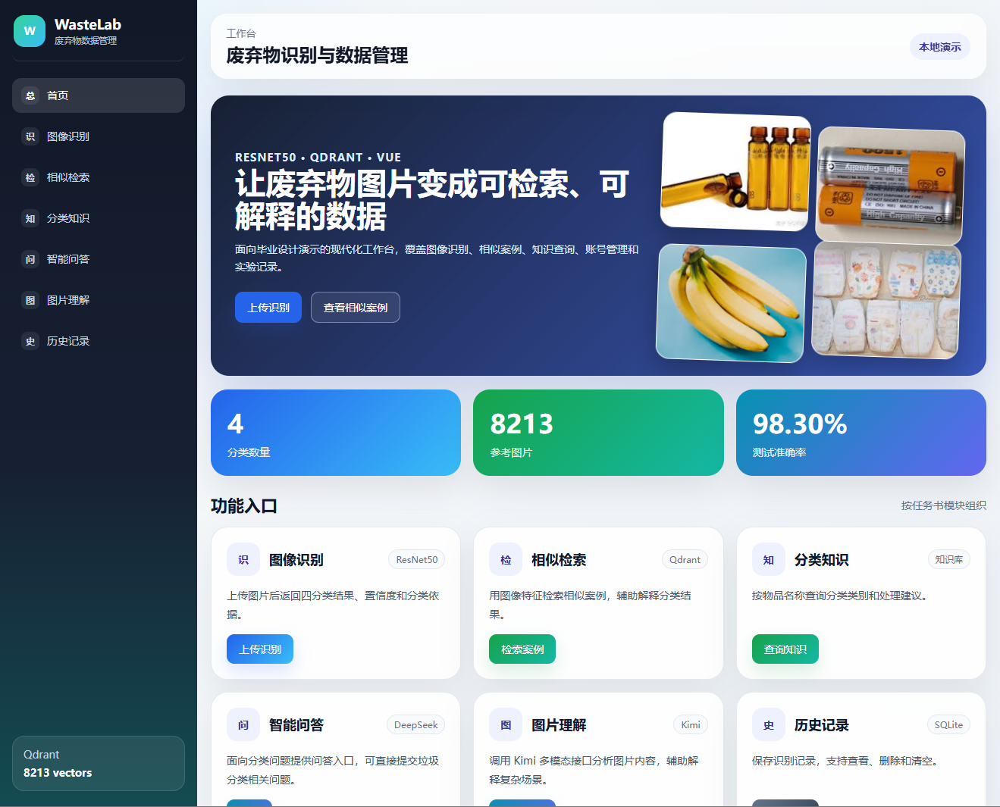 W
WasteLab
废弃物数据管理
总 首页
识 图像识别
检 相似检索
知 分类知识
问 智能问答
图 图片理解
史 历史记录
Qdrant
8213 vectors
工作台
废弃物识别与数据管理
本地演示
RESNET50 • QDRANT • VUE
让废弃物图片变成可检索、可
解释的数据
面向毕业设计演示的现代化工作台，覆盖图像识别、相似案例、知识查询、账号管理和
实验记录。
上传识别
查看相似案例
High Capacity
MADE IN CHINA
High Capacity
4
分类数量
8213
参考图片
98.30%
测试准确率
功能入口
按任务书模块组织
识 图像识别 ResNet50
上传图片后返回四分类结果、置信度和分类依
据。
上传识别
检 相似检索 Qdrant
用图像特征检索相似案例，辅助解释分类结
果。
检索案例
知 分类知识 知识库
按物品名称查询分类类别和处理建议。
查询知识
问 智能问答 DeepSeek
面向分类问题提供问答入口，可直接提交垃圾
分类相关问题。
图 图片理解 Kimi
调用 Kimi 多模态接口分析图片内容，辅助解
释复杂场景。
史 历史记录 SQLite
保存识别记录，支持查看、删除和清空。